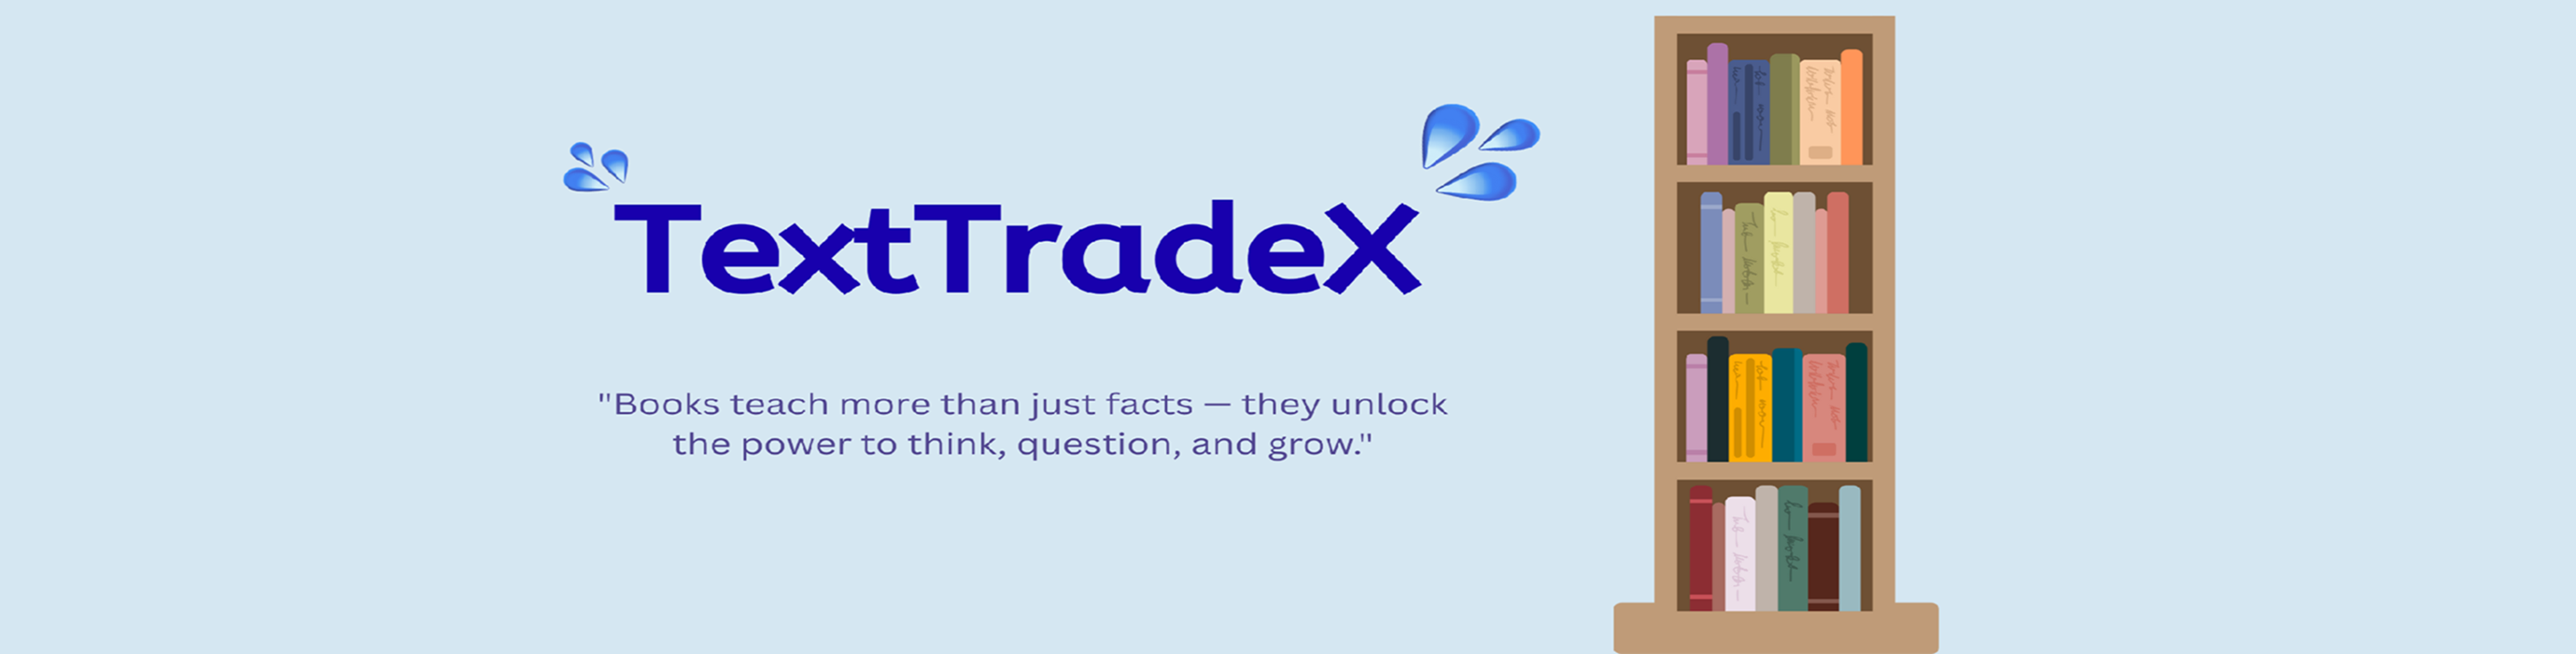 TextTradeX
"Books teach more than just facts — they unlock
the power to think, question, and grow."